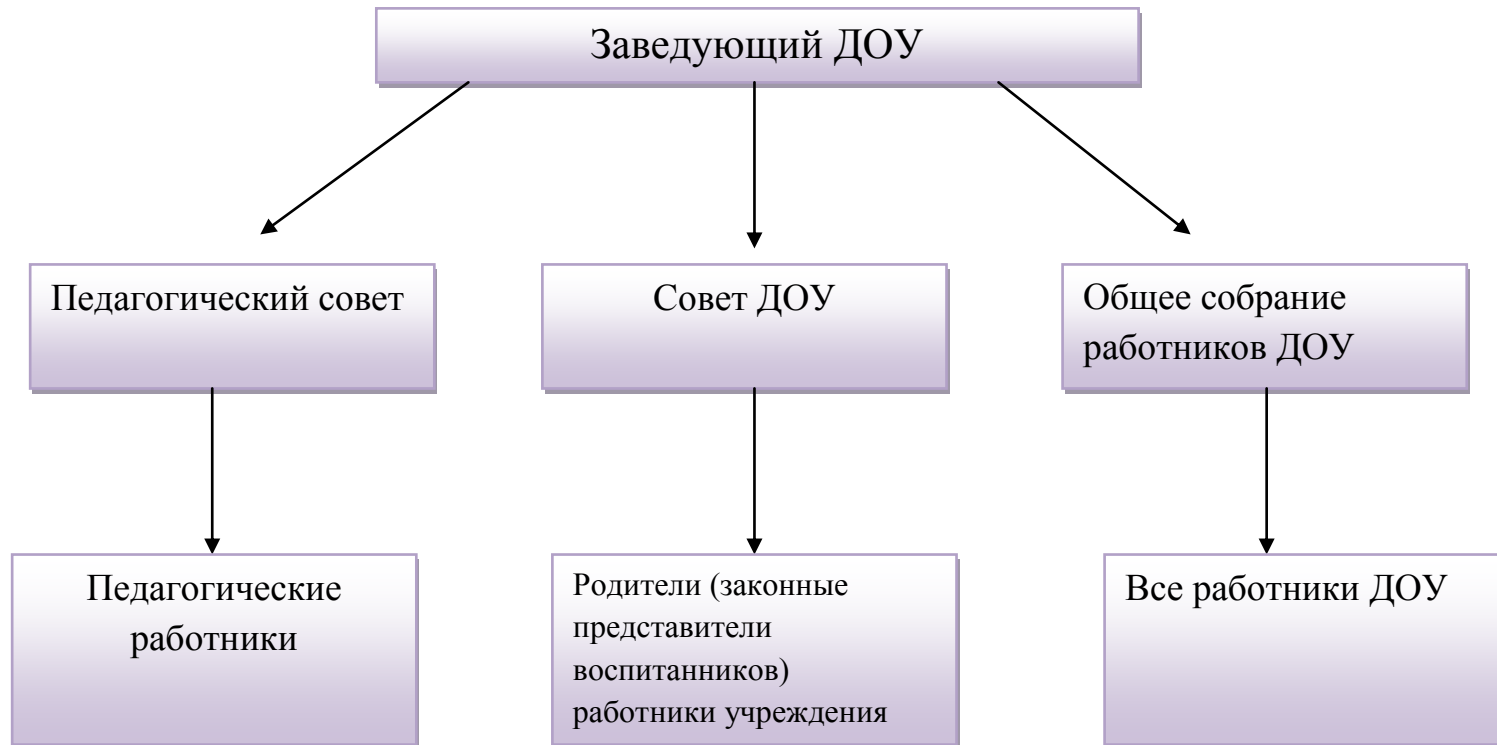 Заведующий ДОУ
Педагогический совет
Совет ДОУ
Общее собрание
работников ДОУ
Педагогические
работники
Родители (законные
представители
воспитанников)
работники учреждения
Все работники ДОУ